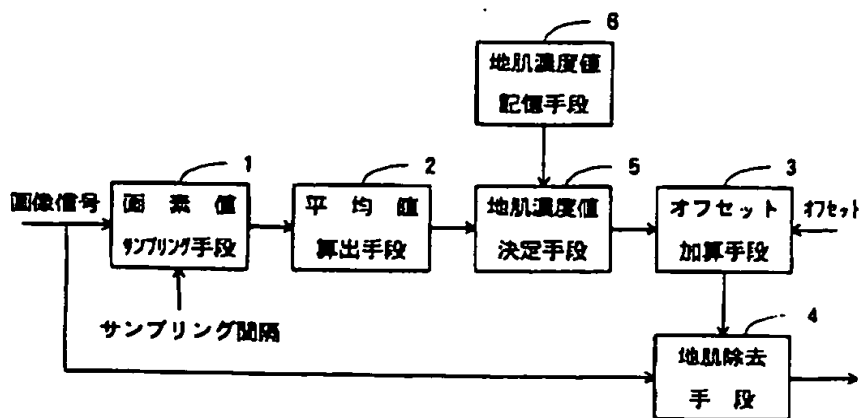 6
地肌濃度値
記憶手段
1
2
5
3
画像信号
画素値
サンプリング手段
平均値
算出手段
地肌濃度値
決定手段
オフセット
加算手段
オフセット
サンプリング間隔
4
地肌除去
手段